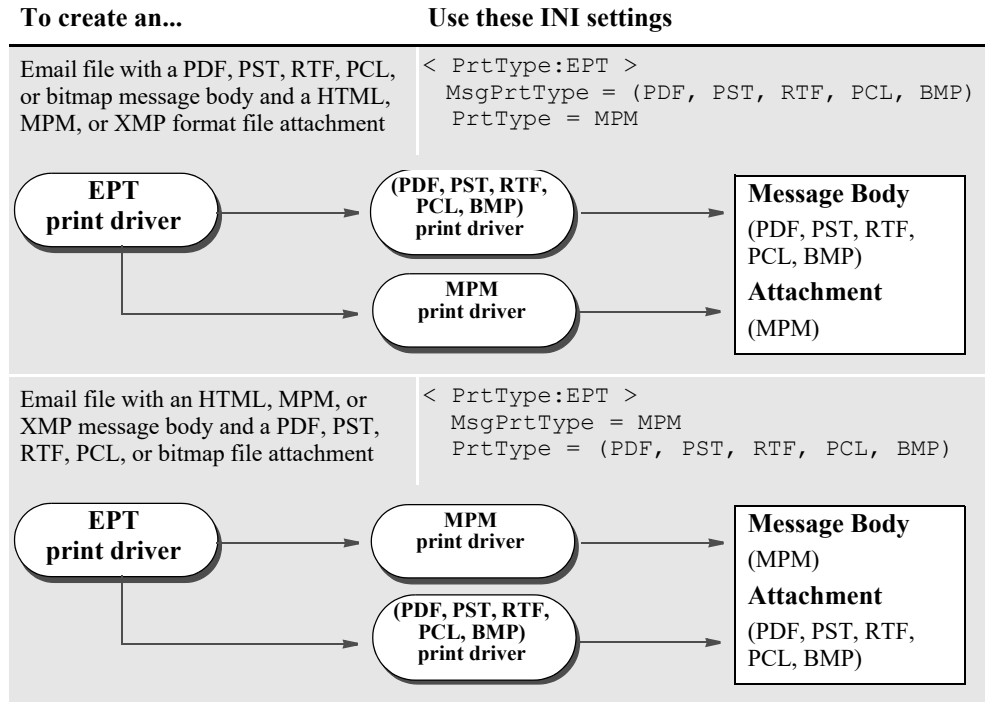 To create an...
Use these INI settings
Email file with a PDF, PST, RTF, PCL,
or bitmap message body and a HTML,
MPM, or XMP format file attachment
< PrtType:EPT >
MsgPrtType = (PDF, PST, RTF, PCL, BMP)
PrtType = MPM
EPT
print driver
(PDF, PST, RTF,
PCL, BMP)
print driver
MPM
print driver
Message Body
(PDF, PST, RTF,
PCL, BMP)
Attachment
(MPM)
Email file with an HTML, MPM, or
XMP message body and a PDF, PST,
RTF, PCL, or bitmap file attachment
< PrtType:EPT >
MsgPrtType = MPM
PrtType = (PDF, PST, RTF, PCL, BMP)
EPT
print driver
MPM
print driver
(PDF, PST, RTF,
PCL, BMP)
print driver
Message Body
(MPM)
Attachment
(PDF, PST, RTF,
PCL, BMP)